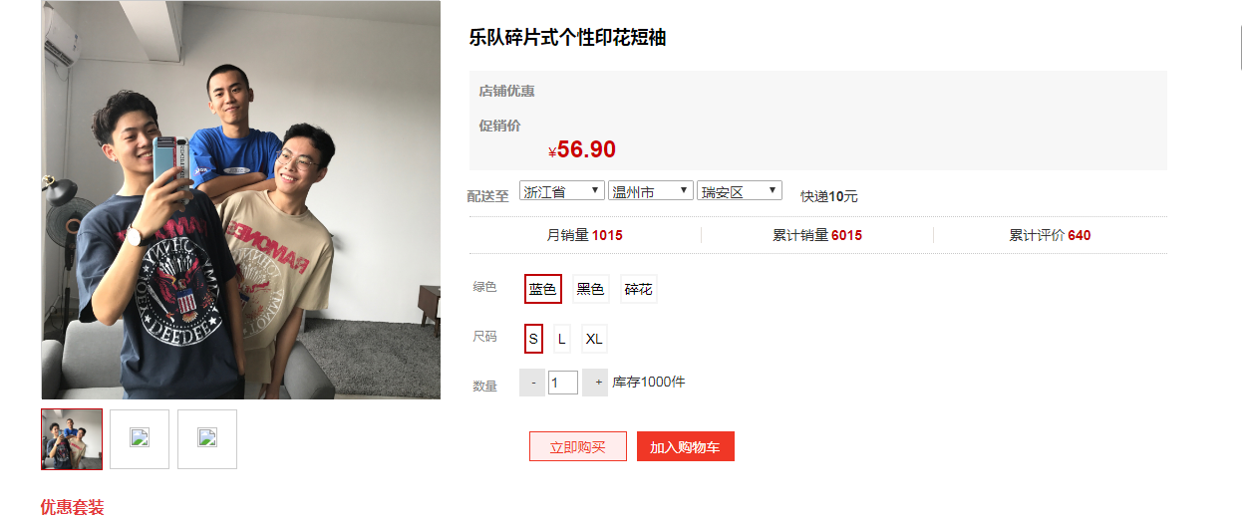 乐队碎片式个性印花短袖
店铺优惠
促销价
¥56.90
配送至 浙江省 温州市 瑞安区 快递10元
月销量 1015 累计销量 6015 累计评价 640
绿色 蓝色 黑色 碎花
尺码 S L XL
数量 - 1 + 库存1000件
立即购买 加入购物车
优惠套装